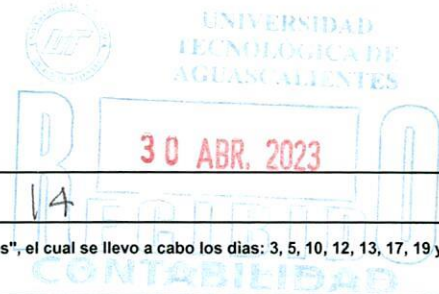 UNIVERSIDAD
TECNOLOGICA DE
AGUASCALIENTES
30 ABR. 2023
14
RECIBIDO
s", el cual se llevo a cabo los dias: 3, 5, 10, 12, 13, 17, 19 y
CONTABILIDAD